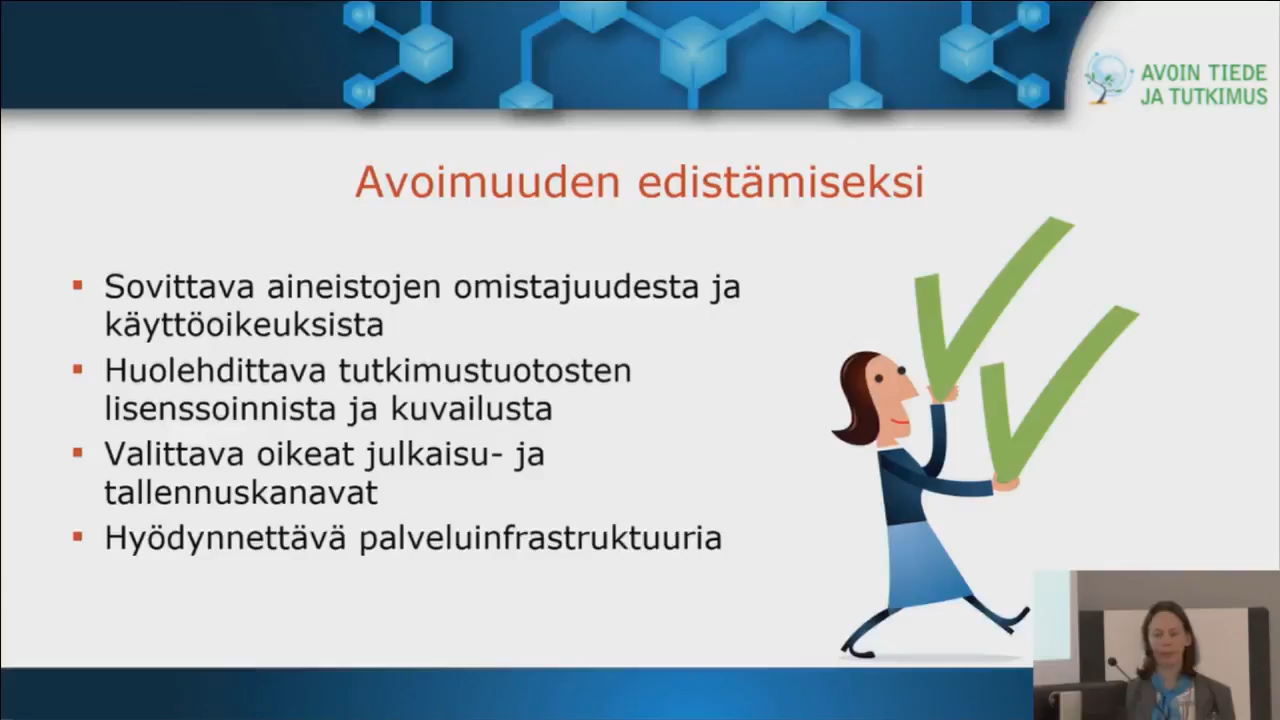 AVOIN TIEDE
JA TUTKIMUS
Avoimuuden edistämiseksi
Sovittava aineistojen omistajuudesta ja
käyttöoikeuksista
Huolehdittava tutkimustuotosten
lisenssoinnista ja kuvailusta
Valittava oikeat julkaisu- ja
tallennuskanavat
Hyödynnettävä palveluinfrastruktuuria